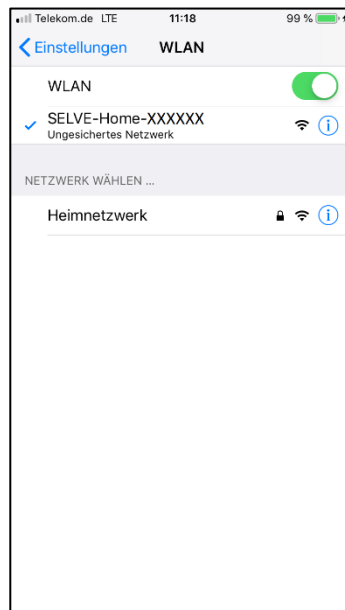 Telekom.de LTE 11:18 99 %
Einstellungen WLAN
WLAN
SELVE-Home-XXXXXX
Ungesichertes Netzwerk
NETZWERK WÄHLEN ...
Heimnetzwerk